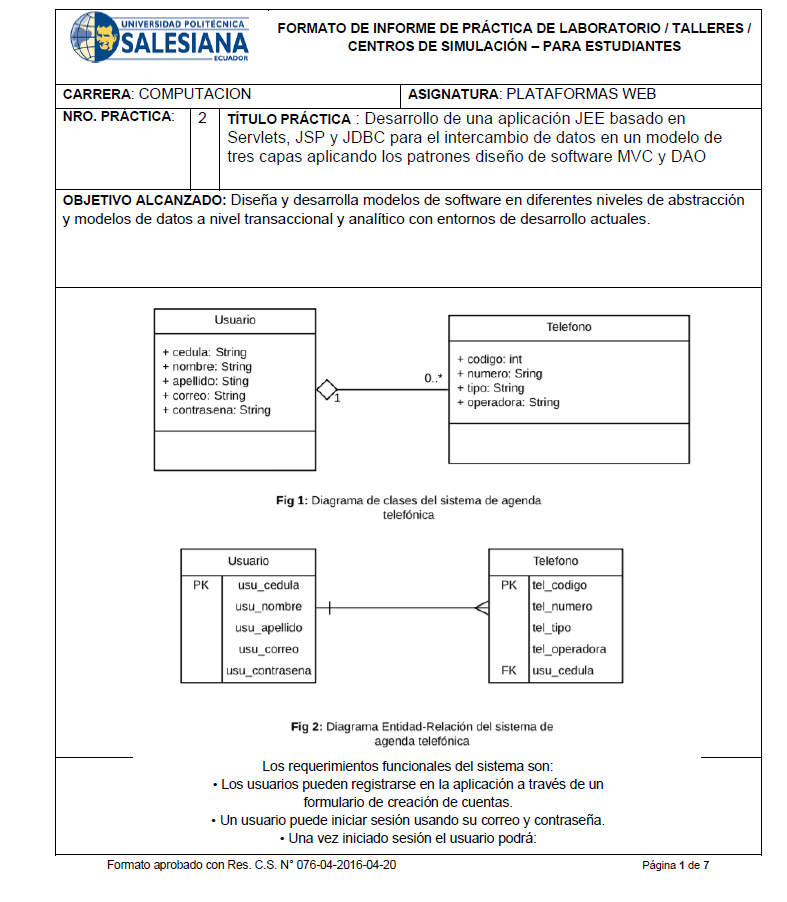 UNIVERSIDAD POLITÉCNICA
SALESIANA
ECUADOR
FORMATO DE INFORME DE PRÁCTICA DE LABORATORIO / TALLERES /
CENTROS DE SIMULACIÓN – PARA ESTUDIANTES
CARRERA: COMPUTACION
ASIGNATURA: PLATAFORMAS WEB
NRO. PRÁCTICA:
2
TÍTULO PRÁCTICA : Desarrollo de una aplicación JEE basado en
Servlets, JSP y JDBC para el intercambio de datos en un modelo de
tres capas aplicando los patrones diseño de software MVC y DAO
OBJETIVO ALCANZADO: Diseña y desarrolla modelos de software en diferentes niveles de abstracción
y modelos de datos a nivel transaccional y analítico con entornos de desarrollo actuales.
Usuario
+ cedula: String
+ nombre: String
+ apellido: Sting
+ correo: String
+ contrasena: String
1
0..*
Telefono
+ codigo: int
+ numero: Sring
+ tipo: String
+ operadora: String
Fig 1: Diagrama de clases del sistema de agenda
telefónica
Usuario
PK usu_cedula
usu_nombre
usu_apellido
usu_correo
usu_contrasena
Telefono
PK tel_codigo
tel_numero
tel_tipo
tel_operadora
FK usu_cedula
Fig 2: Diagrama Entidad-Relación del sistema de
agenda telefónica
Los requerimientos funcionales del sistema son:
• Los usuarios pueden registrarse en la aplicación a través de un
formulario de creación de cuentas.
• Un usuario puede iniciar sesión usando su correo y contraseña.
• Una vez iniciado sesión el usuario podrá:
Formato aprobado con Res. C.S. N° 076-04-2016-04-20
Página 1 de 7